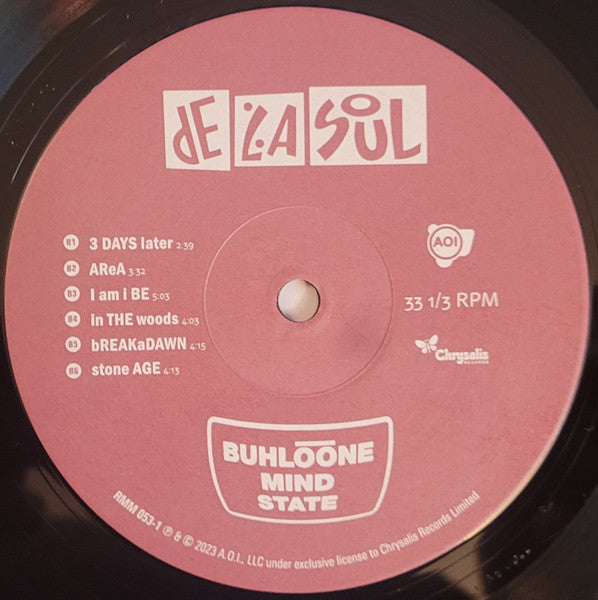 dE LA SOUL
B1 3 DAYS later 2:39
B2 AReA 3:32
B3 I am i BE 5:03
B4 in THE woods 4:03
B5 bREAKaDAWN 4:15
B6 stone AGE 4:13
AOI
33 1/3 RPM
Chrysalis
RECORDS
BUHLŌŌNE
MIND
STATE
RMM 053-1 ℗ & © 2023 A.O.I., LLC under exclusive license to Chrysalis Records Limited